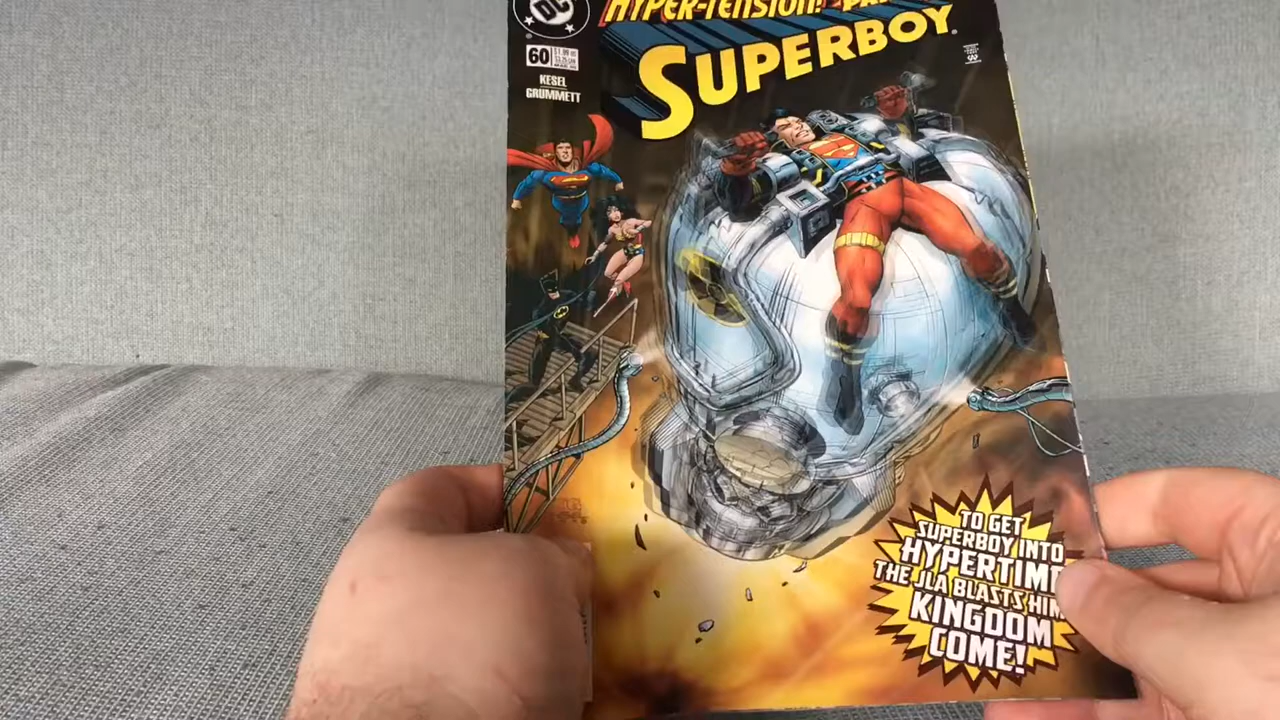 DC
HYPER-TENSION!
SUPERBOY
60
KESEL
GRUMMETT
TO GET
SUPERBOY INTO
HYPERTIME
THE JLA BLASTS HIM
KINGDOM
COME!